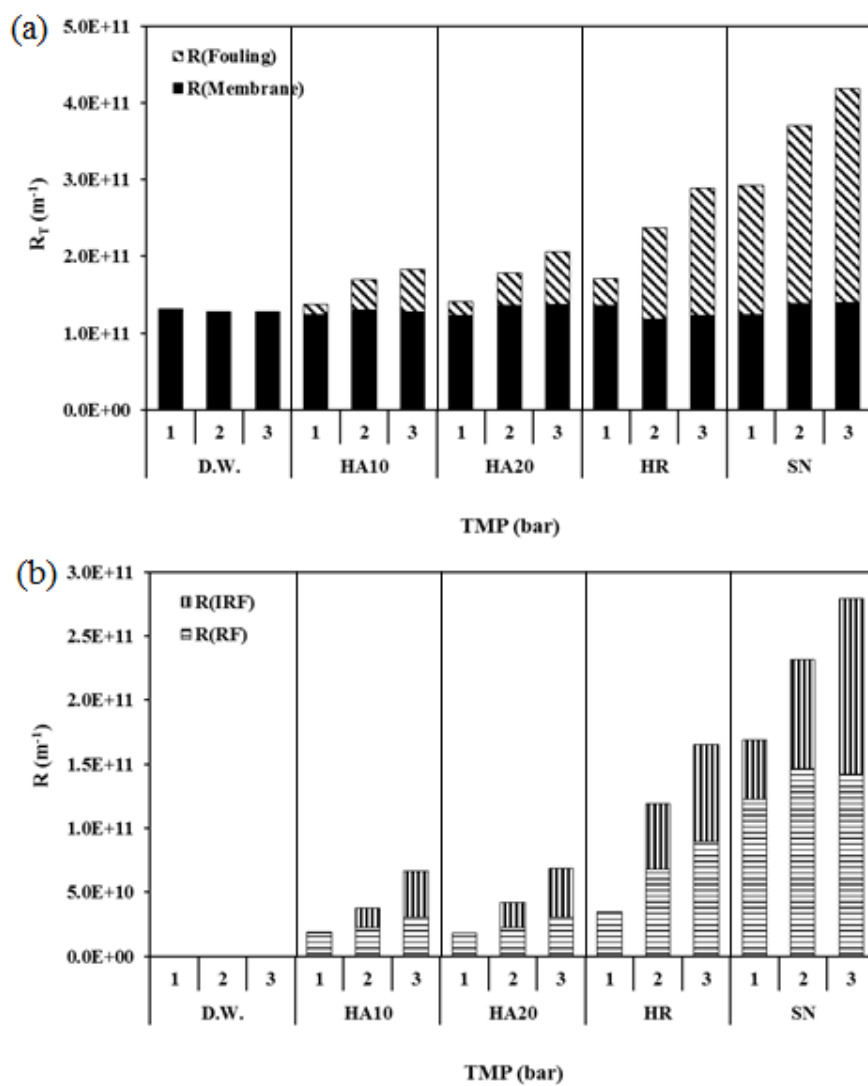 (a)
5.0E+11
4.0E+11
3.0E+11
2.0E+11
1.0E+11
0.0E+00
R_T (m⁻¹)
R(Fouling)
R(Membrane)
1 2 3 1 2 3 1 2 3 1 2 3 1 2 3
D.W. HA10 HA20 HR SN
TMP (bar)
(b)
3.0E+11
2.5E+11
2.0E+11
1.5E+11
1.0E+11
5.0E+10
0.0E+00
R (m⁻¹)
R(IRF)
R(RF)
1 2 3 1 2 3 1 2 3 1 2 3 1 2 3
D.W. HA10 HA20 HR SN
TMP (bar)